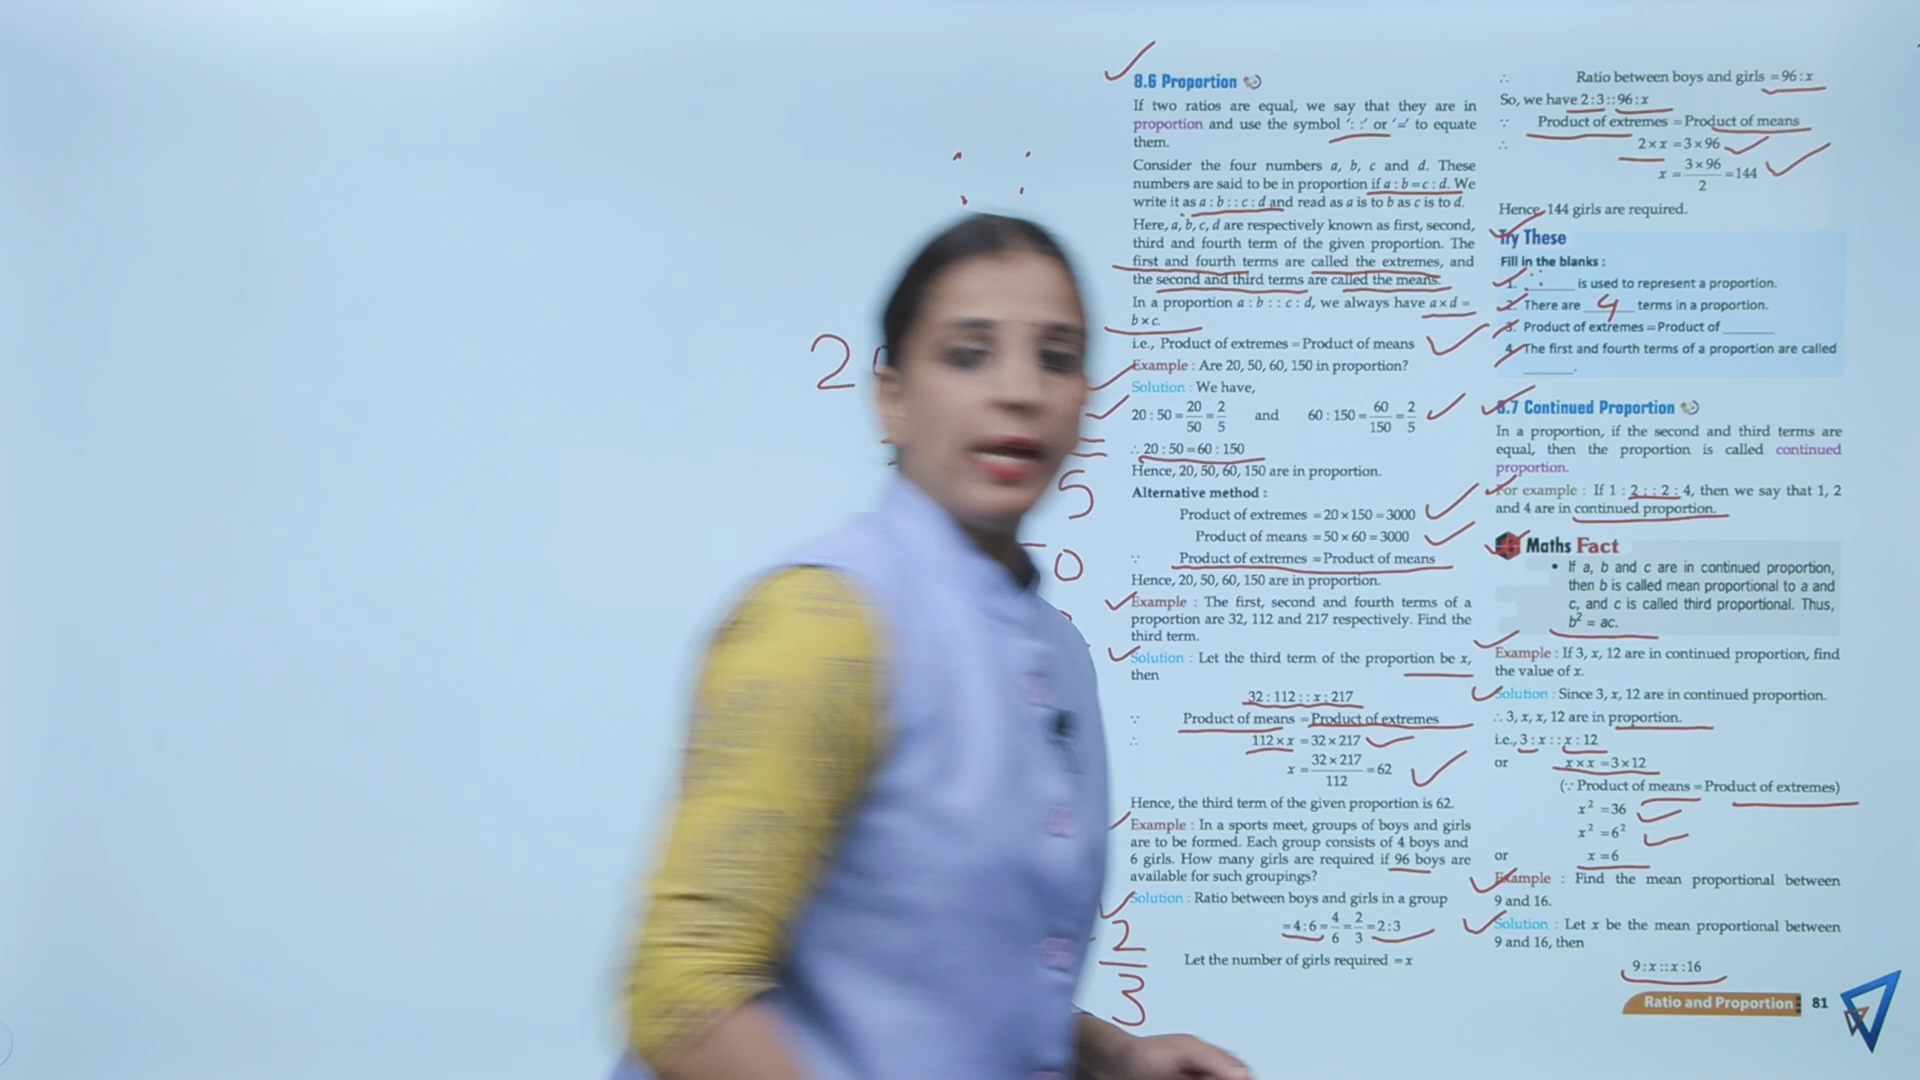 : :
2
5
0
2
3
8.6 Proportion
If two ratios are equal, we say that they are in
proportion and use the symbol ': :' or '=' to equate
them.
Consider the four numbers a, b, c and d. These
numbers are said to be in proportion if a : b = c : d. We
write it as a : b : : c : d and read as a is to b as c is to d.
Here, a, b, c, d are respectively known as first, second,
third and fourth term of the given proportion. The
first and fourth terms are called the extremes, and
the second and third terms are called the means.
In a proportion a : b : : c : d, we always have a × d =
b × c.
i.e., Product of extremes = Product of means
Example : Are 20, 50, 60, 150 in proportion?
Solution : We have,
20 : 50 = 20/50 = 2/5 and 60 : 150 = 60/150 = 2/5
∴ 20 : 50 = 60 : 150
Hence, 20, 50, 60, 150 are in proportion.
Alternative method :
Product of extremes = 20 × 150 = 3000
Product of means = 50 × 60 = 3000
∵ Product of extremes = Product of means
Hence, 20, 50, 60, 150 are in proportion.
Example : The first, second and fourth terms of a
proportion are 32, 112 and 217 respectively. Find the
third term.
Solution : Let the third term of the proportion be x,
then
32 : 112 : : x : 217
∵ Product of means = Product of extremes
∴ 112 × x = 32 × 217
x = 32 × 217/112 = 62
Hence, the third term of the given proportion is 62.
Example : In a sports meet, groups of boys and girls
are to be formed. Each group consists of 4 boys and
6 girls. How many girls are required if 96 boys are
available for such groupings?
Solution : Ratio between boys and girls in a group
= 4 : 6 = 4/6 = 2/3 = 2 : 3
Let the number of girls required = x
∴ Ratio between boys and girls = 96 : x
So, we have 2 : 3 : : 96 : x
∵ Product of extremes = Product of means
∴ 2 × x = 3 × 96
x = 3 × 96/2 = 144
Hence, 144 girls are required.
Try These
Fill in the blanks :
1. : : is used to represent a proportion.
2. There are 4 terms in a proportion.
3. Product of extremes = Product of ______
4. The first and fourth terms of a proportion are called
______.
8.7 Continued Proportion
In a proportion, if the second and third terms are
equal, then the proportion is called continued
proportion.
For example : If 1 : 2 : : 2 : 4, then we say that 1, 2
and 4 are in continued proportion.
Maths Fact
• If a, b and c are in continued proportion,
then b is called mean proportional to a and
c, and c is called third proportional. Thus,
b² = ac.
Example : If 3, x, 12 are in continued proportion, find
the value of x.
Solution : Since 3, x, 12 are in continued proportion.
∴ 3, x, x, 12 are in proportion.
i.e., 3 : x : : x : 12
or x × x = 3 × 12
(∵ Product of means = Product of extremes)
x² = 36
x² = 6²
or x = 6
Example : Find the mean proportional between
9 and 16.
Solution : Let x be the mean proportional between
9 and 16, then
9 : x : : x : 16
Ratio and Proportion 81